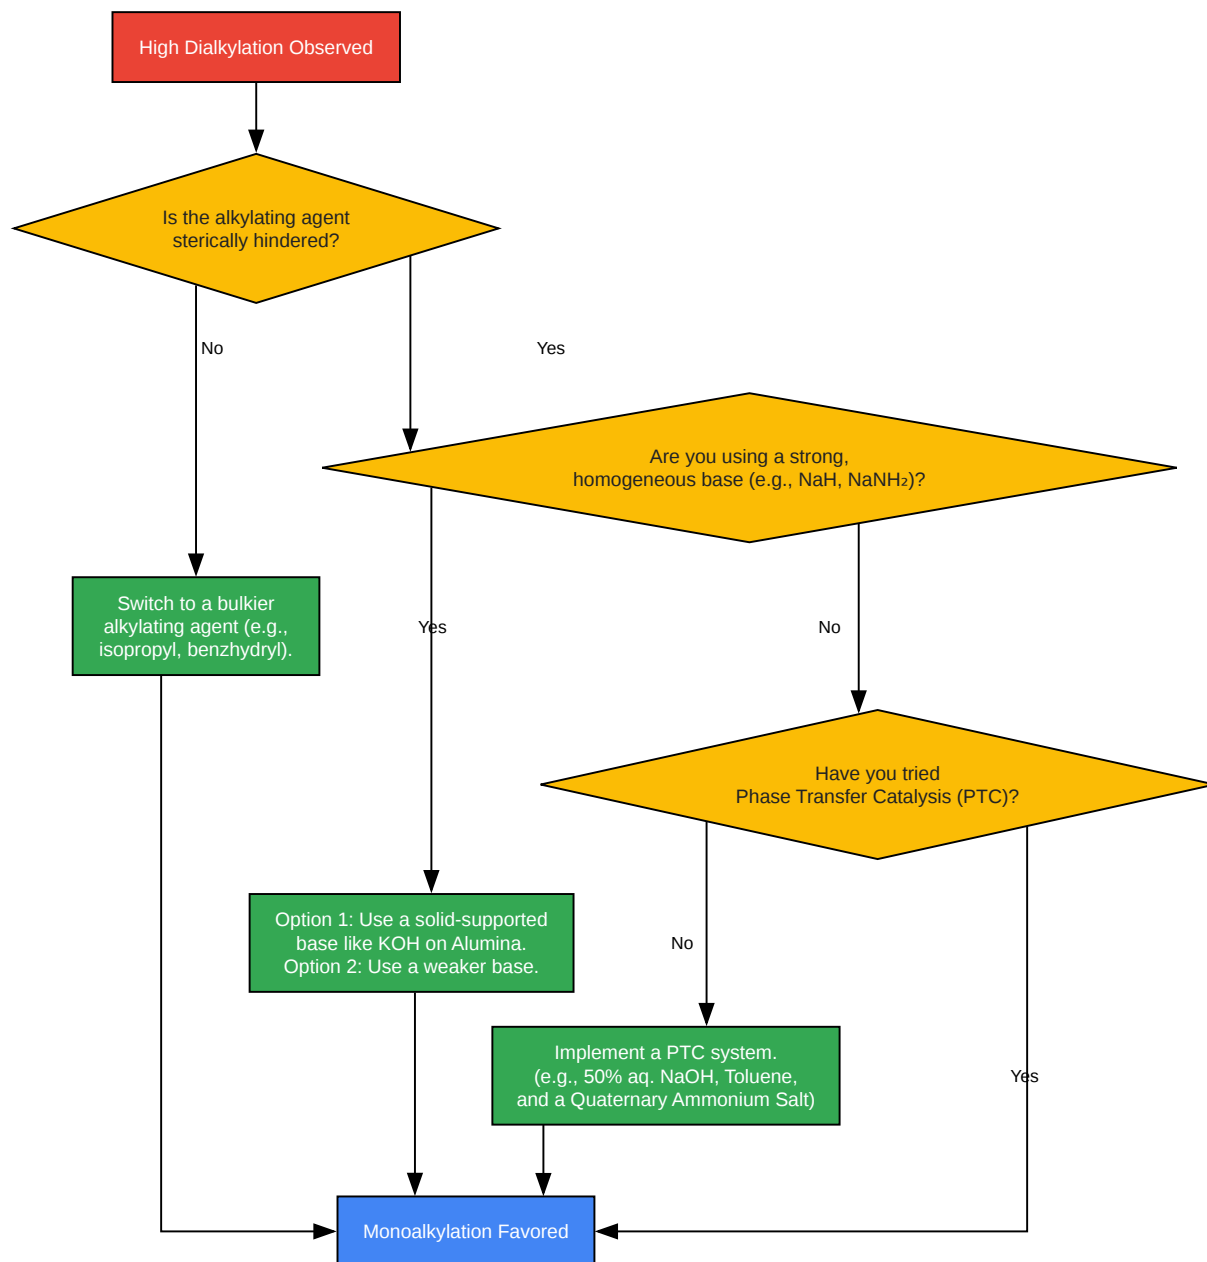 High Dialkylation Observed
Is the alkylating agent
sterically hindered?
No
Yes
Are you using a strong,
homogeneous base (e.g., NaH, NaNH₂)?
Switch to a bulkier
alkylating agent (e.g.,
isopropyl, benzhydryl).
Yes
No
Have you tried
Phase Transfer Catalysis (PTC)?
Option 1: Use a solid-supported
base like KOH on Alumina.
Option 2: Use a weaker base.
No
Implement a PTC system.
(e.g., 50% aq. NaOH, Toluene,
and a Quaternary Ammonium Salt)
Yes
Monoalkylation Favored